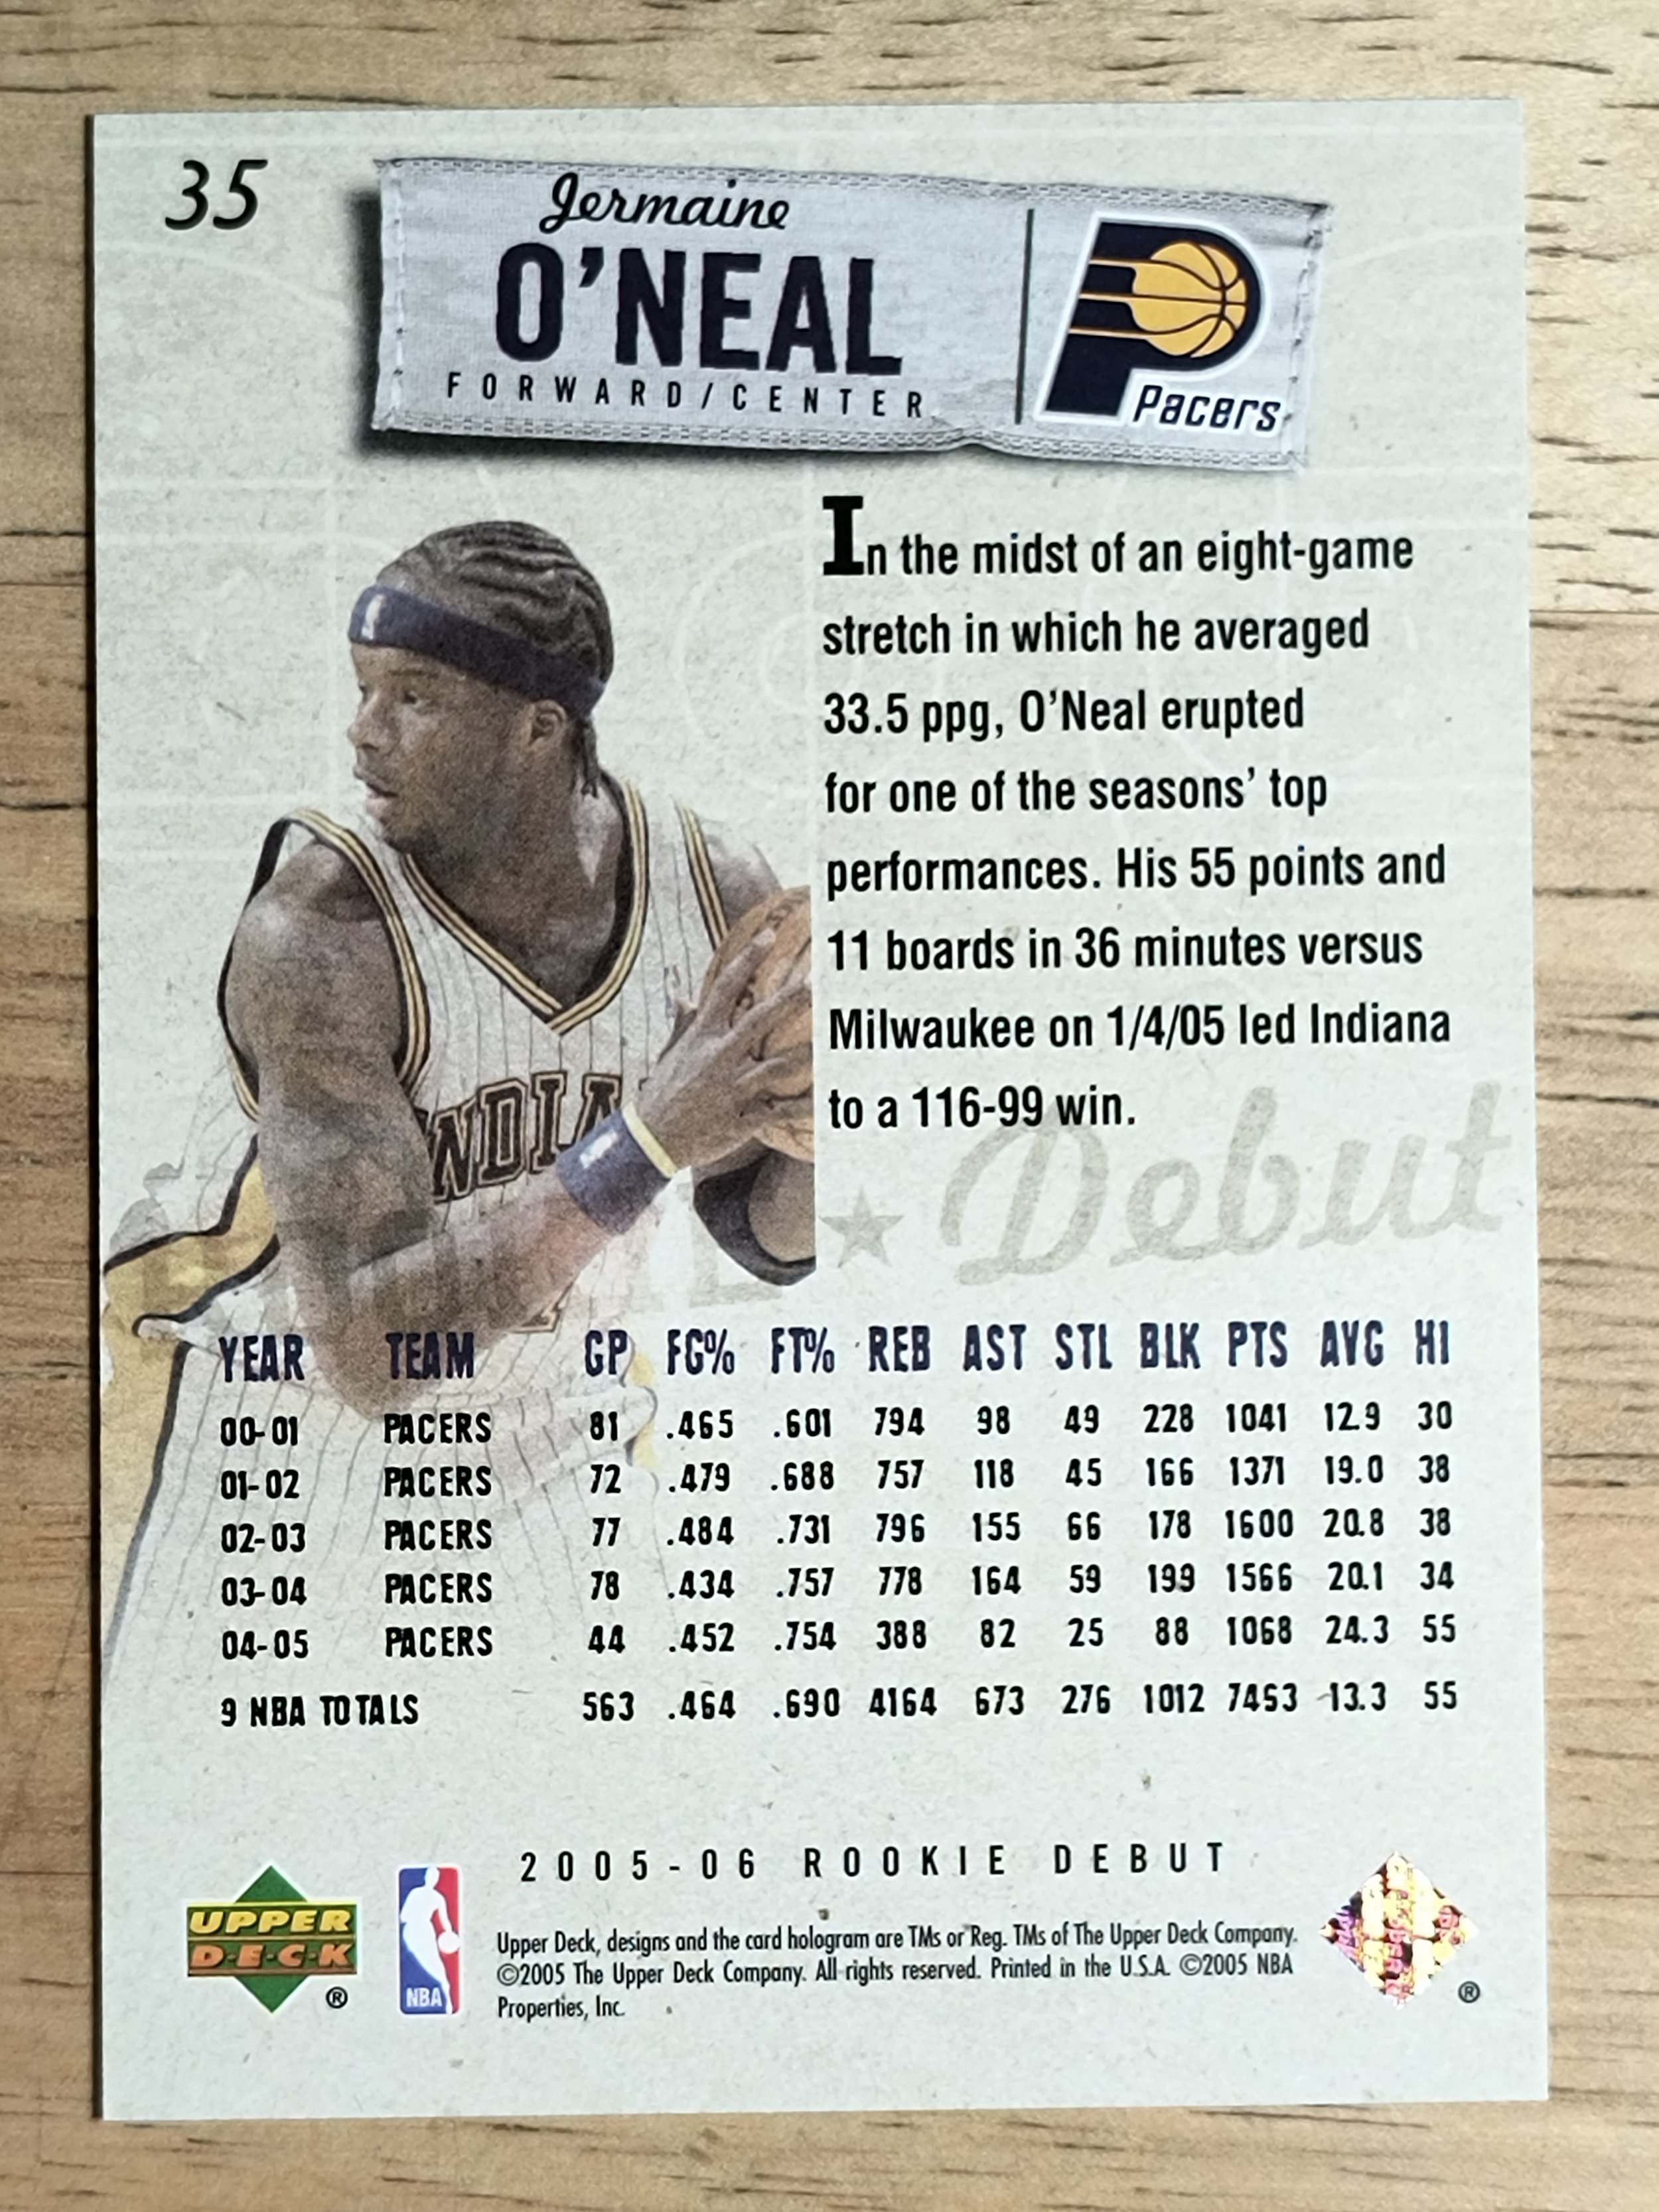 35
Jermaine
O'NEAL
FORWARD/CENTER
Pacers
In the midst of an eight-game
stretch in which he averaged
33.5 ppg, O'Neal erupted
for one of the seasons' top
performances. His 55 points and
11 boards in 36 minutes versus
Milwaukee on 1/4/05 led Indiana
to a 116-99 win.
NDIA
★ Debut
YEAR TEAM GP FG% FT% REB AST STL BLK PTS AVG HI
00-01 PACERS 81 .465 .601 794 98 49 228 1041 12.9 30
01-02 PACERS 72 .479 .688 757 118 45 166 1371 19.0 38
02-03 PACERS 77 .484 .731 796 155 66 178 1600 20.8 38
03-04 PACERS 78 .434 .757 778 164 59 199 1566 20.1 34
04-05 PACERS 44 .452 .754 388 82 25 88 1068 24.3 55
9 NBA TOTALS 563 .464 .690 4164 673 276 1012 7453 13.3 55
2005-06 ROOKIE DEBUT
UPPER
D·E·C·K
®
NBA
Upper Deck, designs and the card hologram are TMs or Reg. TMs of The Upper Deck Company.
©2005 The Upper Deck Company. All rights reserved. Printed in the U.S.A. ©2005 NBA
Properties, Inc.
®